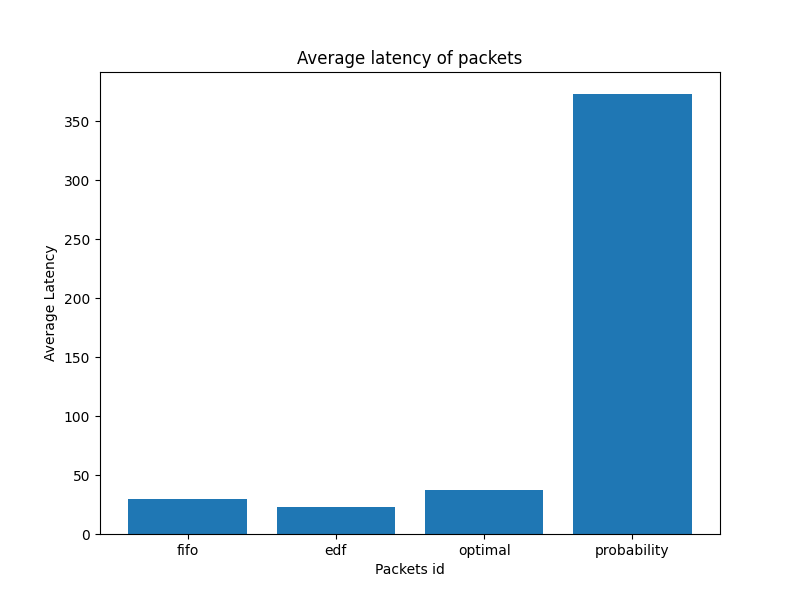 Average latency of packets
Average Latency
350
300
250
200
150
100
50
0
fifo edf optimal probability
Packets id